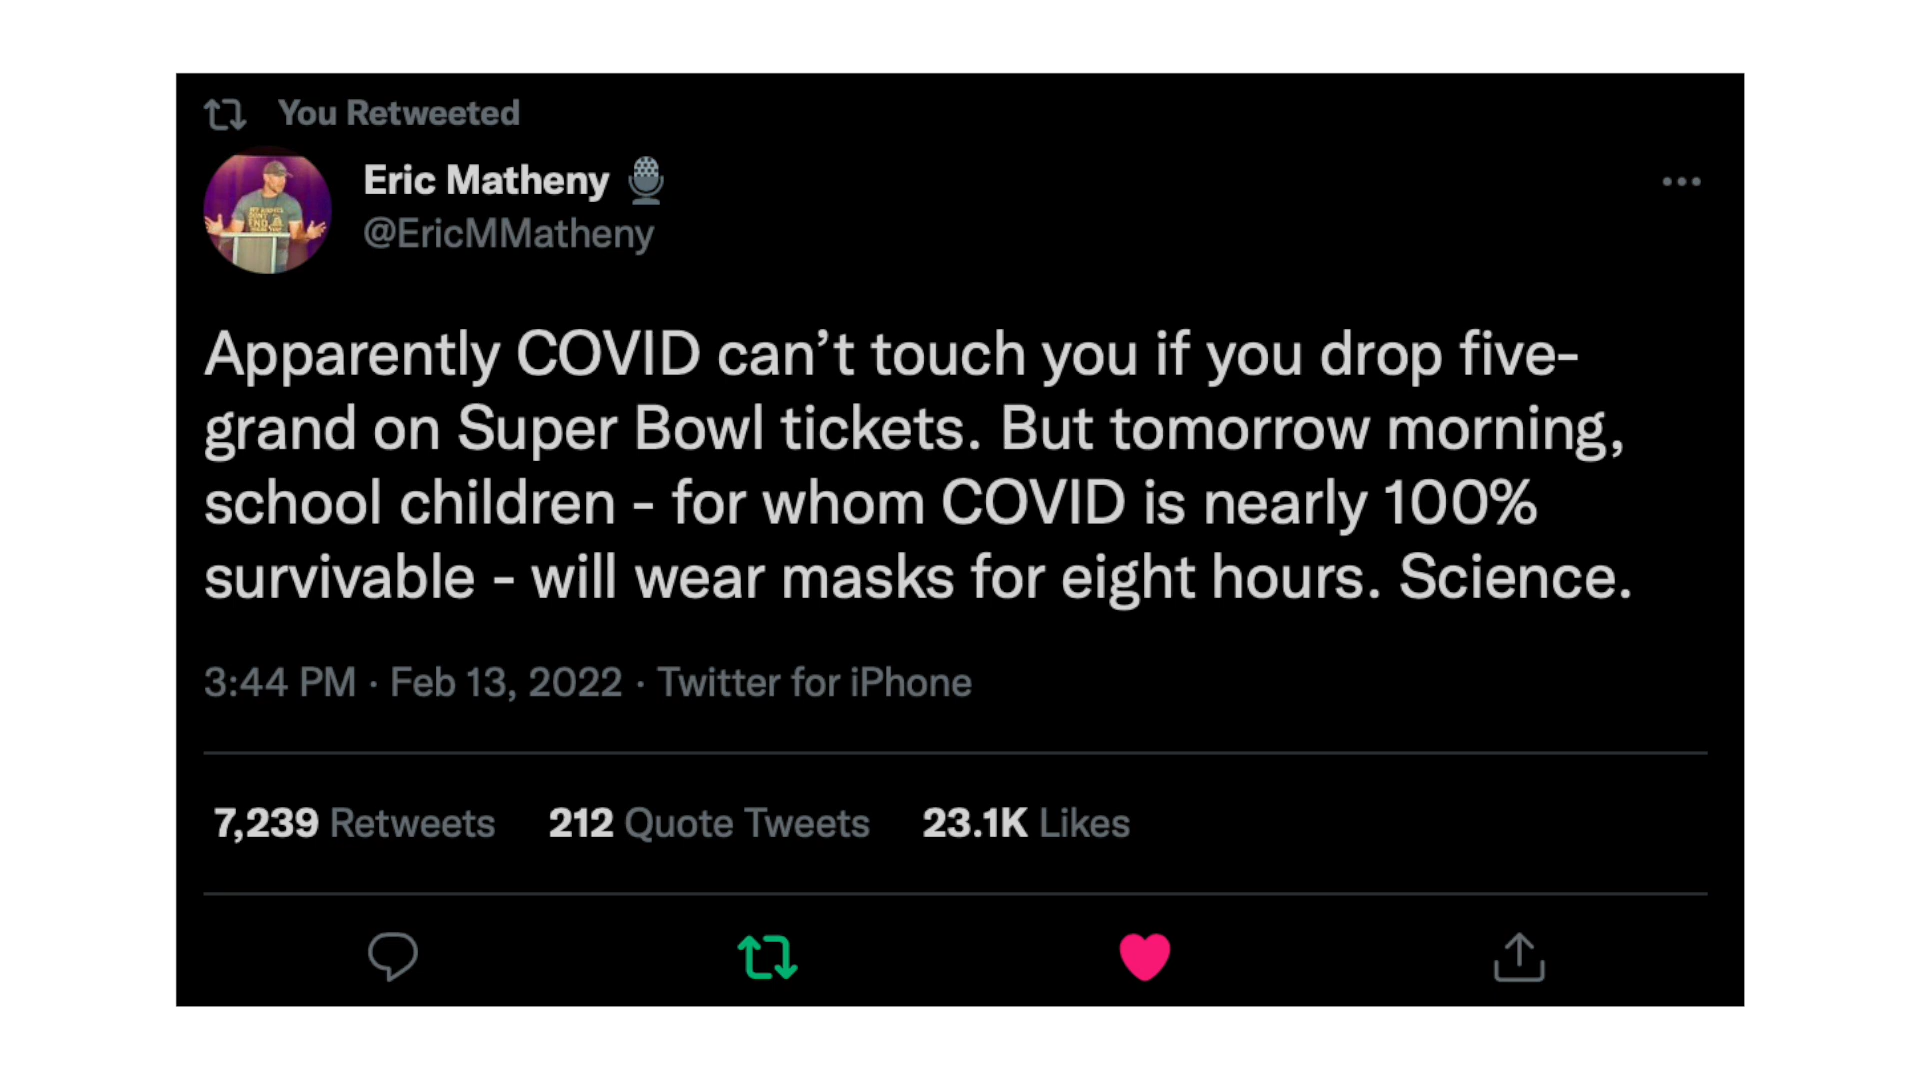 You Retweeted
Eric Matheny
@EricMMatheny
Apparently COVID can’t touch you if you drop five-
grand on Super Bowl tickets. But tomorrow morning,
school children - for whom COVID is nearly 100%
survivable - will wear masks for eight hours. Science.
3:44 PM · Feb 13, 2022 · Twitter for iPhone
7,239 Retweets 212 Quote Tweets 23.1K Likes